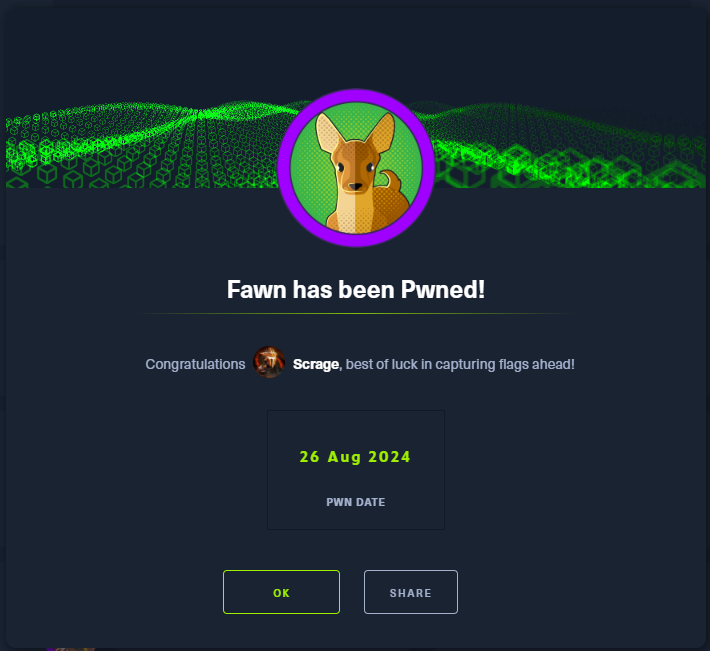 Fawn has been Pwned!
Congratulations Scrage, best of luck in capturing flags ahead!
26 Aug 2024
PWN DATE
OK SHARE